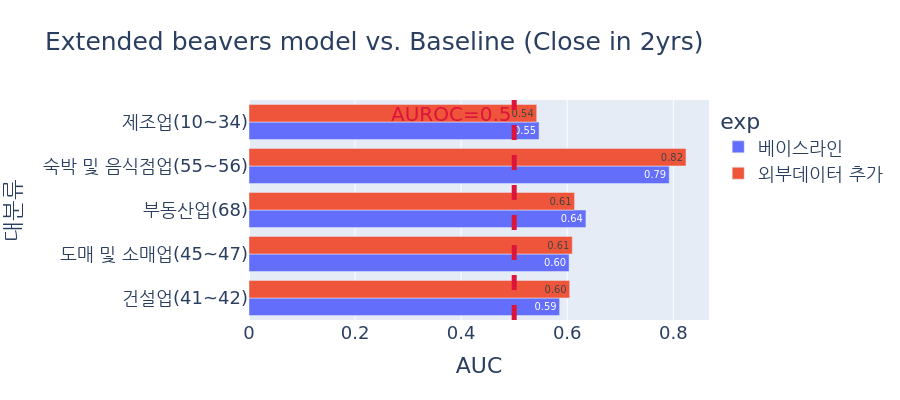 Extended beavers model vs. Baseline (Close in 2yrs)
AUROC=0.5
제조업(10~34)
0.54
0.55
숙박 및 음식점업(55~56)
0.82
0.79
부동산업(68)
0.61
0.64
도매 및 소매업(45~47)
0.61
0.60
건설업(41~42)
0.60
0.59
대분류
0
0.2
0.4
0.6
0.8
AUC
exp
베이스라인
외부데이터 추가